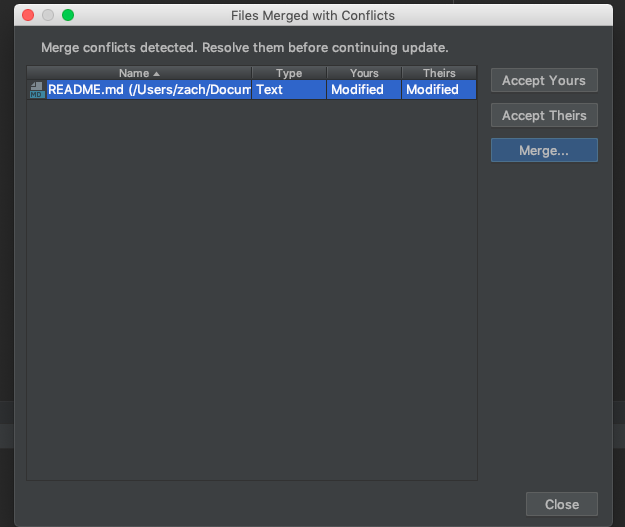 Files Merged with Conflicts
Merge conflicts detected. Resolve them before continuing update.
Name Type Yours Theirs
MD README.md (/Users/zach/Docum Text Modified Modified
Accept Yours
Accept Theirs
Merge...
Close